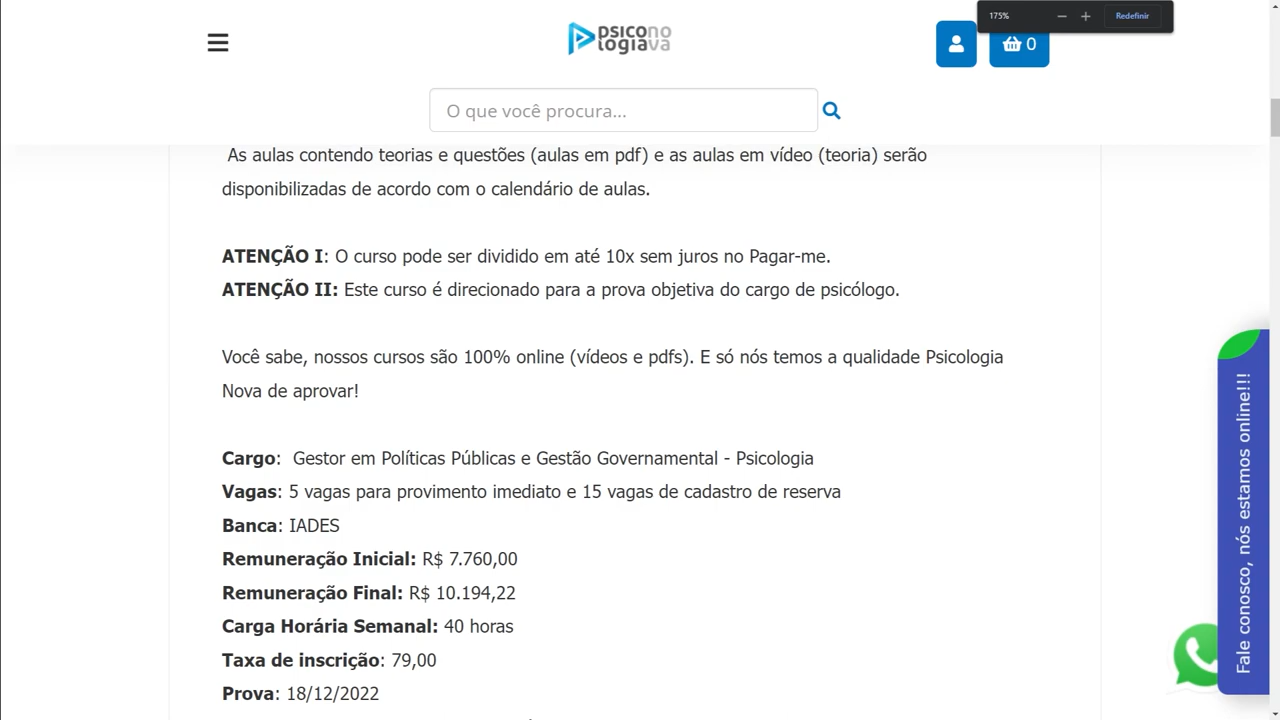 175%
Redefinir
psicono
logiava
0
O que você procura...
As aulas contendo teorias e questões (aulas em pdf) e as aulas em vídeo (teoria) serão
disponibilizadas de acordo com o calendário de aulas.
ATENÇÃO I: O curso pode ser dividido em até 10x sem juros no Pagar-me.
ATENÇÃO II: Este curso é direcionado para a prova objetiva do cargo de psicólogo.
Você sabe, nossos cursos são 100% online (vídeos e pdfs). E só nós temos a qualidade Psicologia
Nova de aprovar!
Cargo:  Gestor em Políticas Públicas e Gestão Governamental - Psicologia
Vagas: 5 vagas para provimento imediato e 15 vagas de cadastro de reserva
Banca: IADES
Remuneração Inicial: R$ 7.760,00
Remuneração Final: R$ 10.194,22
Carga Horária Semanal: 40 horas
Taxa de inscrição: 79,00
Prova: 18/12/2022
Fale conosco, nós estamos online!!!